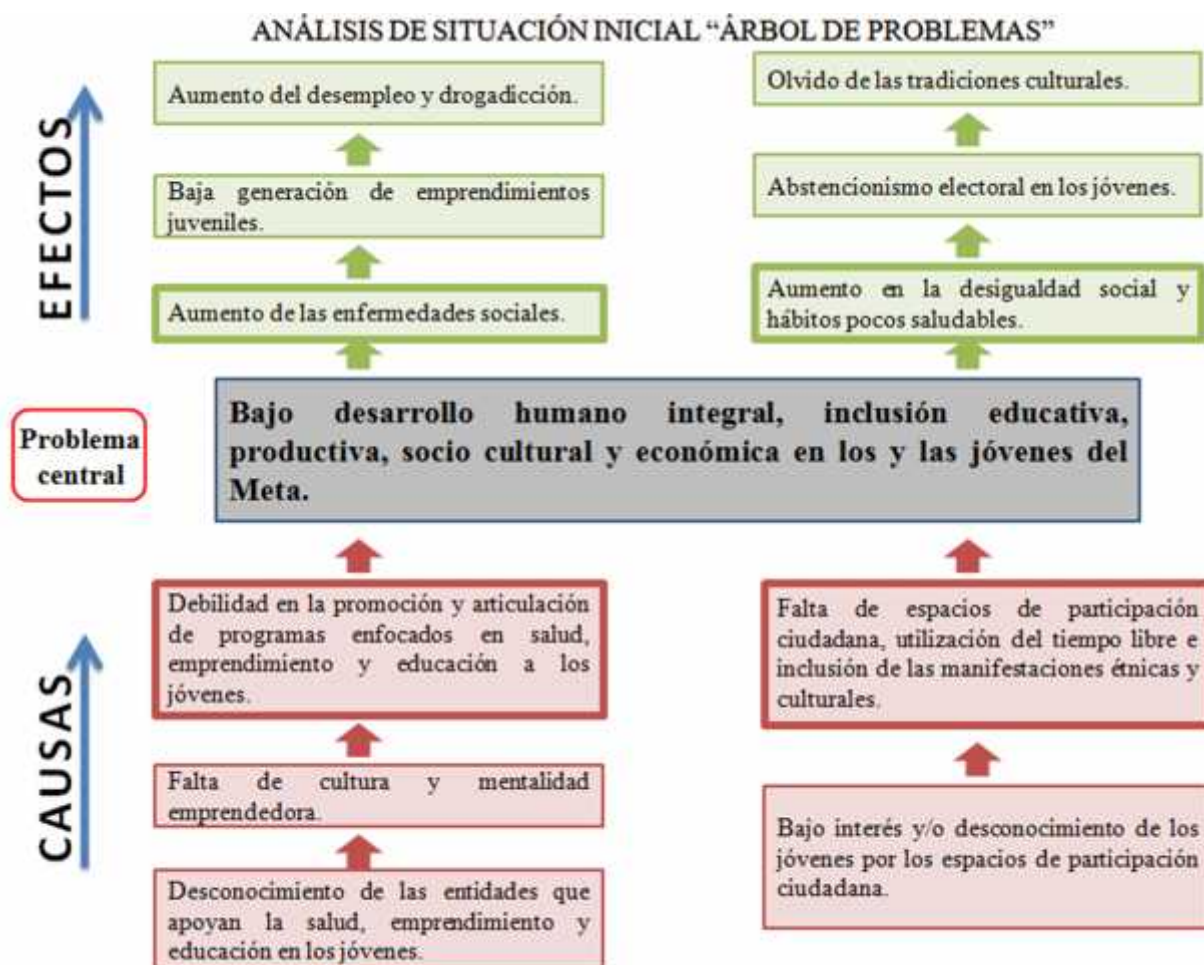 ANÁLISIS DE SITUACIÓN INICIAL “ÁRBOL DE PROBLEMAS”
EFECTOS
Aumento del desempleo y drogadicción.
Baja generación de emprendimientos
juveniles.
Aumento de las enfermedades sociales.
Olvido de las tradiciones culturales.
Abstencionismo electoral en los jóvenes.
Aumento en la desigualdad social y
hábitos pocos saludables.
Problema
central
Bajo desarrollo humano integral, inclusión educativa,
productiva, socio cultural y económica en los y las jóvenes del
Meta.
CAUSAS
Debilidad en la promoción y articulación
de programas enfocados en salud,
emprendimiento y educación a los
jóvenes.
Falta de cultura y mentalidad
emprendedora.
Desconocimiento de las entidades que
apoyan la salud, emprendimiento y
educación en los jóvenes.
Falta de espacios de participación
ciudadana, utilización del tiempo libre e
inclusión de las manifestaciones étnicas y
culturales.
Bajo interés y/o desconocimiento de los
jóvenes por los espacios de participación
ciudadana.